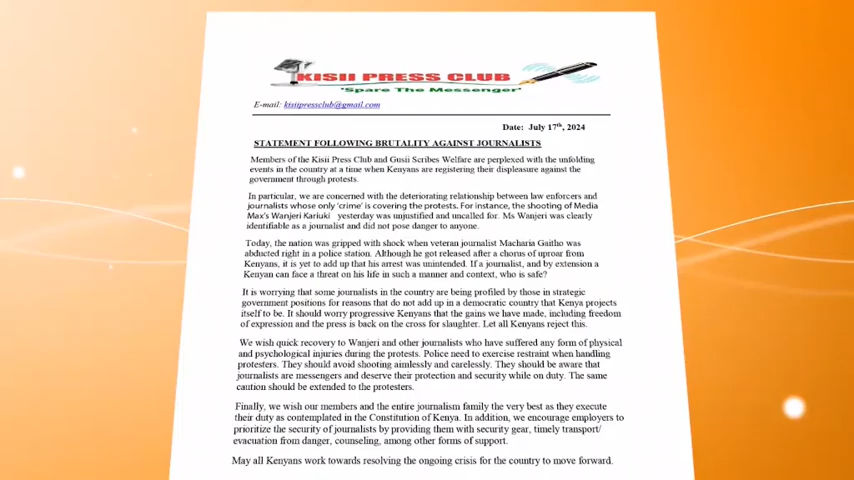 KISII PRESS CLUB
'Spare The Messenger'
E-mail: kisiipressclub@gmail.com
Date: July 17th, 2024
STATEMENT FOLLOWING BRUTALITY AGAINST JOURNALISTS
Members of the Kisii Press Club and Gusii Scribes Welfare are perplexed with the unfolding
events in the country at a time when Kenyans are registering their displeasure against the
government through protests.
In particular, we are concerned with the deteriorating relationship between law enforcers and
journalists whose only 'crime' is covering the protests. For instance, the shooting of Media
Max's Wanjeri Kariuki yesterday was unjustified and uncalled for. Ms Wanjeri was clearly
identifiable as a journalist and did not pose danger to anyone.
Today, the nation was gripped with shock when veteran journalist Macharia Gaitho was
abducted right in a police station. Although he got released after a chorus of uproar from
Kenyans, it is yet to add up that his arrest was unintended. If a journalist, and by extension a
Kenyan can face a threat on his life in such a manner and context, who is safe?
It is worrying that some journalists in the country are being profiled by those in strategic
government positions for reasons that do not add up in a democratic country that Kenya projects
itself to be. It should worry progressive Kenyans that the gains we have made, including freedom
of expression and the press is back on the cross for slaughter. Let all Kenyans reject this.
We wish quick recovery to Wanjeri and other journalists who have suffered any form of physical
and psychological injuries during the protests. Police need to exercise restraint when handling
protesters. They should avoid shooting aimlessly and carelessly. They should be aware that
journalists are messengers and deserve their protection and security while on duty. The same
caution should be extended to the protesters.
Finally, we wish our members and the entire journalism family the very best as they execute
their duty as contemplated in the Constitution of Kenya. In addition, we encourage employers to
prioritize the security of journalists by providing them with security gear, timely transport/
evacuation from danger, counseling, among other forms of support.
May all Kenyans work towards resolving the ongoing crisis for the country to move forward.